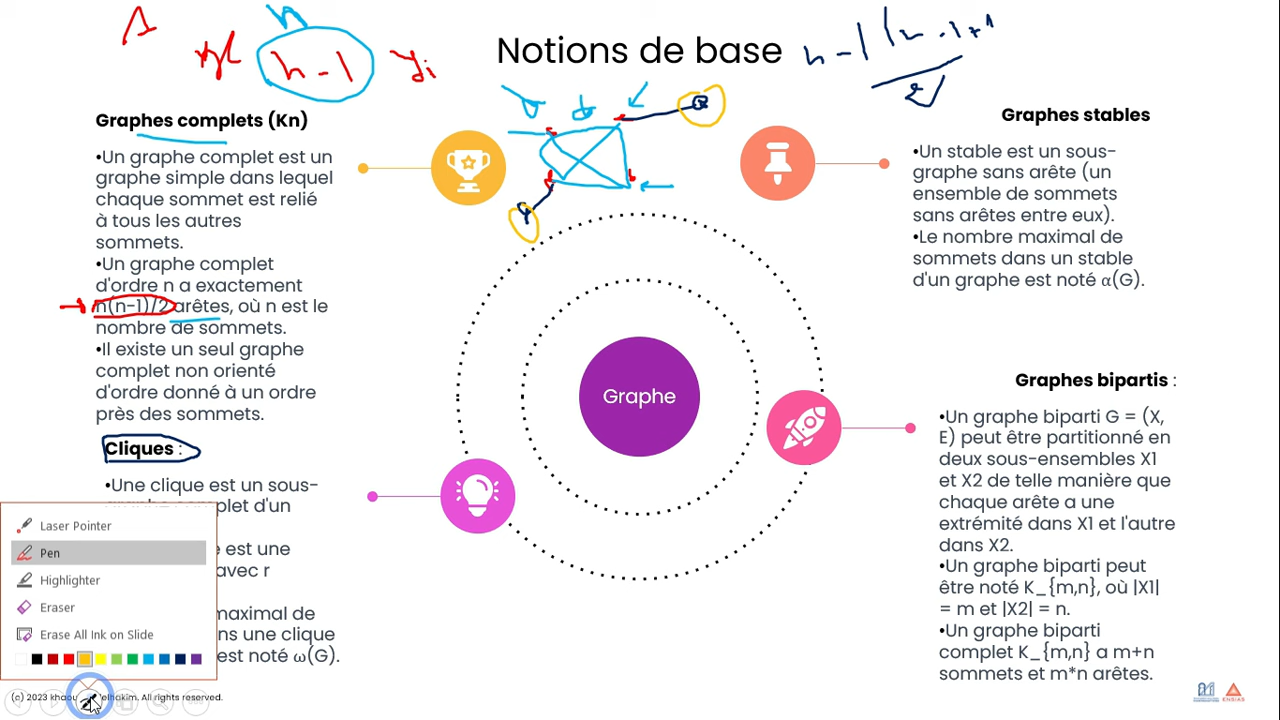 n
n - 1
Notions de base
Graphes complets (Kn)
•Un graphe complet est un
graphe simple dans lequel
chaque sommet est relié
à tous les autres
sommets.
•Un graphe complet
d'ordre n a exactement
n(n-1)/2 arêtes, où n est le
nombre de sommets.
•Il existe un seul graphe
complet non orienté
d'ordre donné à un ordre
près des sommets.
Cliques :
•Une clique est un sous-
d'un
est une
avec r
maximal de
une clique
est noté ω(G).
Laser Pointer
Pen
Highlighter
Eraser
Erase All Ink on Slide
Graphe
Graphes stables
•Un stable est un sous-
graphe sans arête (un
ensemble de sommets
sans arêtes entre eux).
•Le nombre maximal de
sommets dans un stable
d'un graphe est noté α(G).
Graphes bipartis :
•Un graphe biparti G = (X,
E) peut être partitionné en
deux sous-ensembles X1
et X2 de telle manière que
chaque arête a une
extrémité dans X1 et l'autre
dans X2.
•Un graphe biparti peut
être noté K_{m,n}, où |X1|
= m et |X2| = n.
•Un graphe biparti
complet K_{m,n} a m+n
sommets et m*n arêtes.
(c) 2023 All rights reserved.
ENSIAS